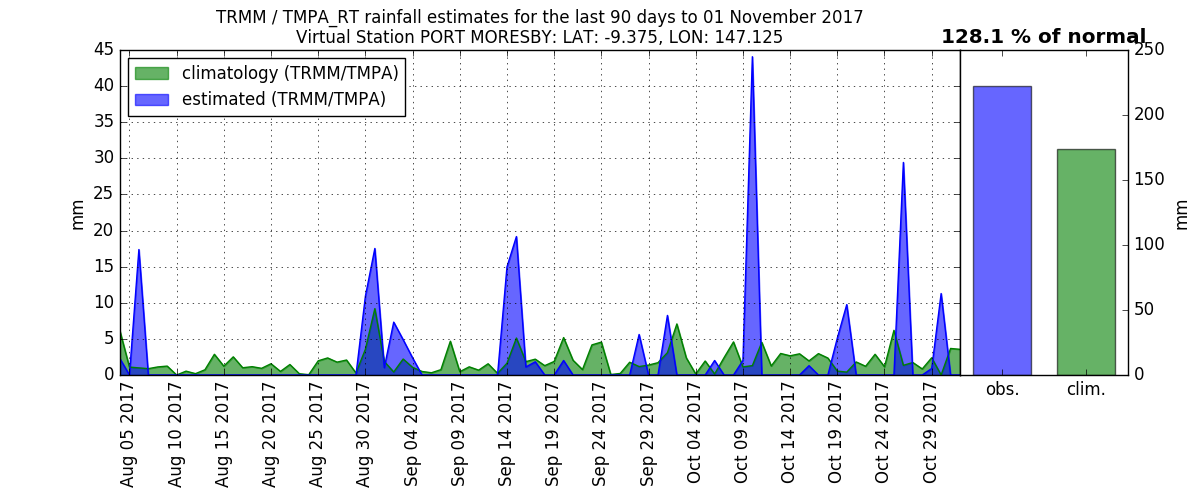 TRMM / TMPA_RT rainfall estimates for the last 90 days to 01 November 2017
Virtual Station PORT MORESBY: LAT: -9.375, LON: 147.125
128.1 % of normal
climatology (TRMM/TMPA)
estimated (TRMM/TMPA)
45
40
35
30
25
20
15
10
5
0
mm
Aug 05 2017
Aug 10 2017
Aug 15 2017
Aug 20 2017
Aug 25 2017
Aug 30 2017
Sep 04 2017
Sep 09 2017
Sep 14 2017
Sep 19 2017
Sep 24 2017
Sep 29 2017
Oct 04 2017
Oct 09 2017
Oct 14 2017
Oct 19 2017
Oct 24 2017
Oct 29 2017
obs.
clim.
250
200
150
100
50
0
mm